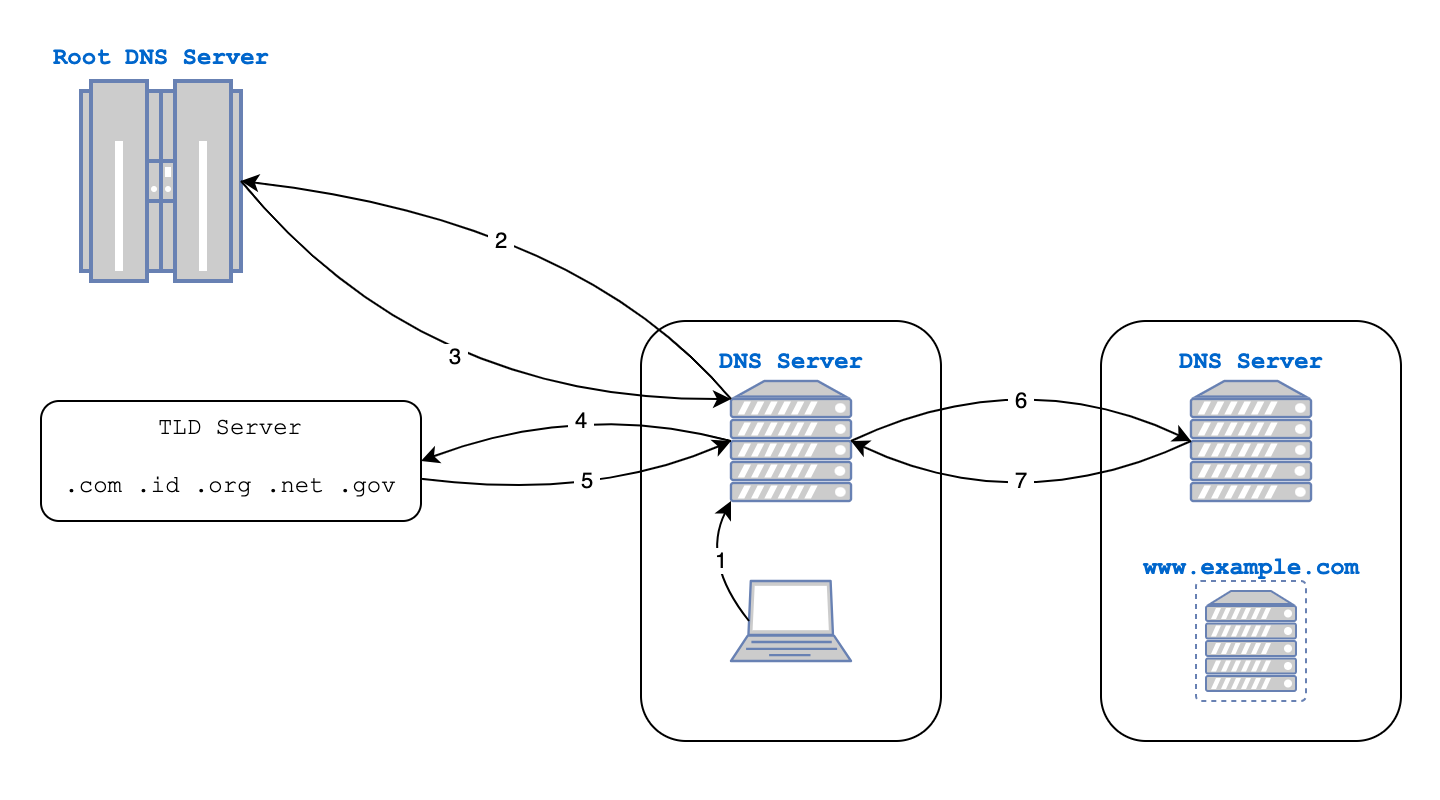 Root DNS Server
2
3
TLD Server
.com .id .org .net .gov
4
5
DNS Server
1
6
7
DNS Server
www.example.com